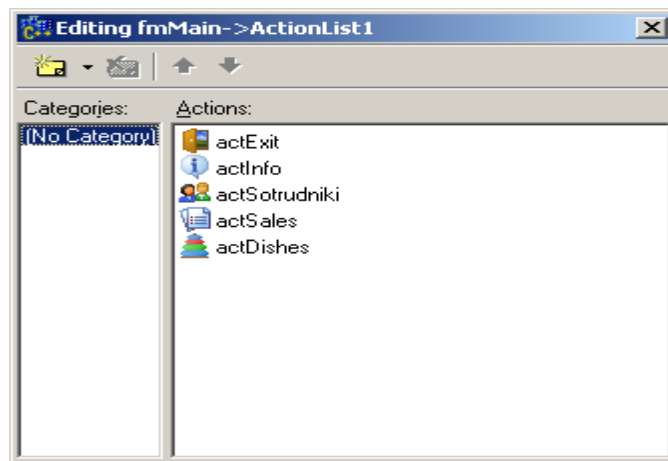 Editing fmMain->ActionList1
Categories: Actions:
(No Category)
actExit
actInfo
actSotrudniki
actSales
actDishes